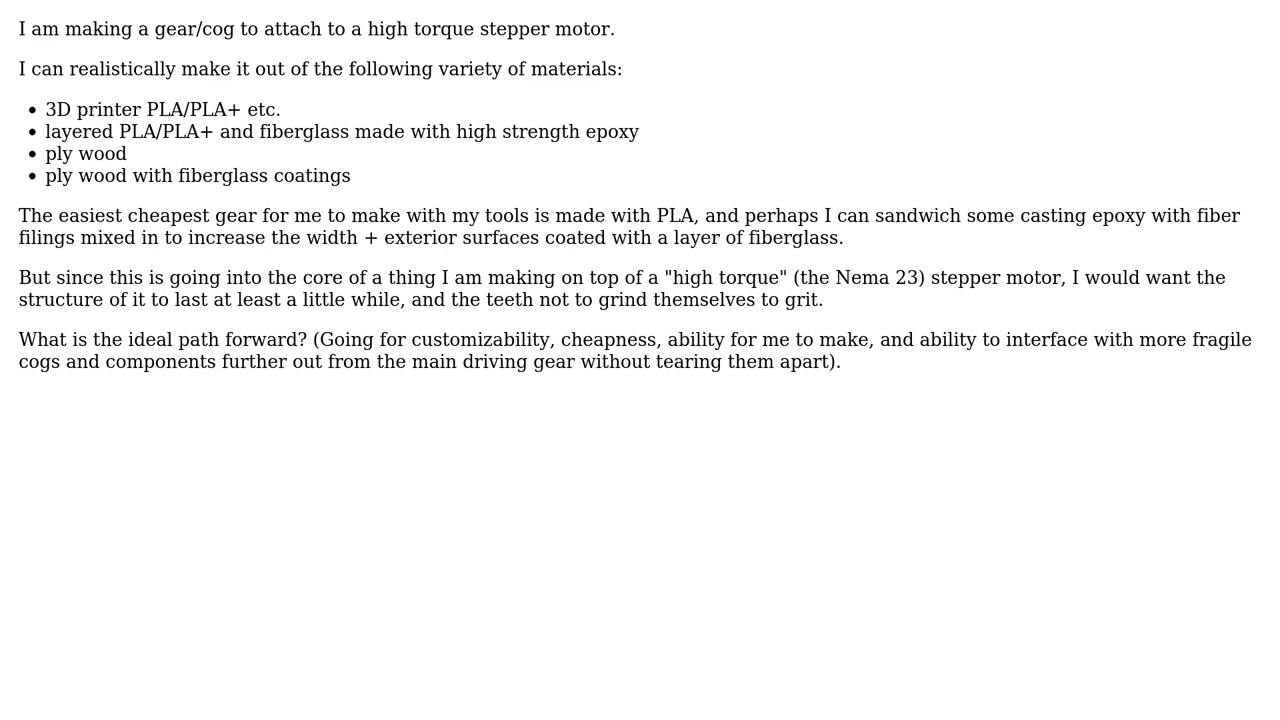 I am making a gear/cog to attach to a high torque stepper motor.
I can realistically make it out of the following variety of materials:
• 3D printer PLA/PLA+ etc.
• layered PLA/PLA+ and fiberglass made with high strength epoxy
• ply wood
• ply wood with fiberglass coatings
The easiest cheapest gear for me to make with my tools is made with PLA, and perhaps I can sandwich some casting epoxy with fiber
filings mixed in to increase the width + exterior surfaces coated with a layer of fiberglass.
But since this is going into the core of a thing I am making on top of a "high torque" (the Nema 23) stepper motor, I would want the
structure of it to last at least a little while, and the teeth not to grind themselves to grit.
What is the ideal path forward? (Going for customizability, cheapness, ability for me to make, and ability to interface with more fragile
cogs and components further out from the main driving gear without tearing them apart).